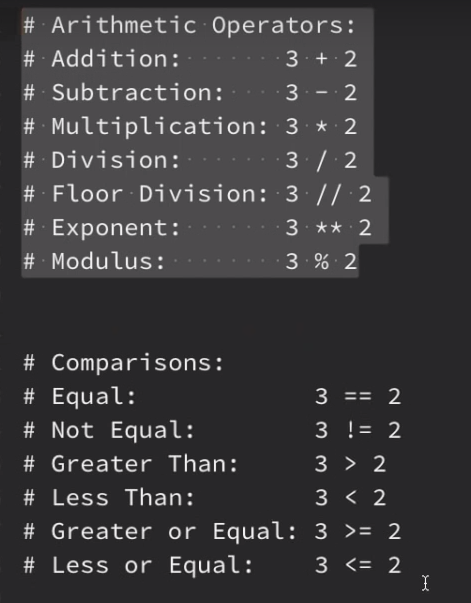 # Arithmetic Operators:
# Addition:       3 + 2
# Subtraction:    3 - 2
# Multiplication: 3 * 2
# Division:       3 / 2
# Floor Division: 3 // 2
# Exponent:       3 ** 2
# Modulus:        3 % 2
# Comparisons:
# Equal:            3 == 2
# Not Equal:        3 != 2
# Greater Than:     3 > 2
# Less Than:        3 < 2
# Greater or Equal: 3 >= 2
# Less or Equal:    3 <= 2